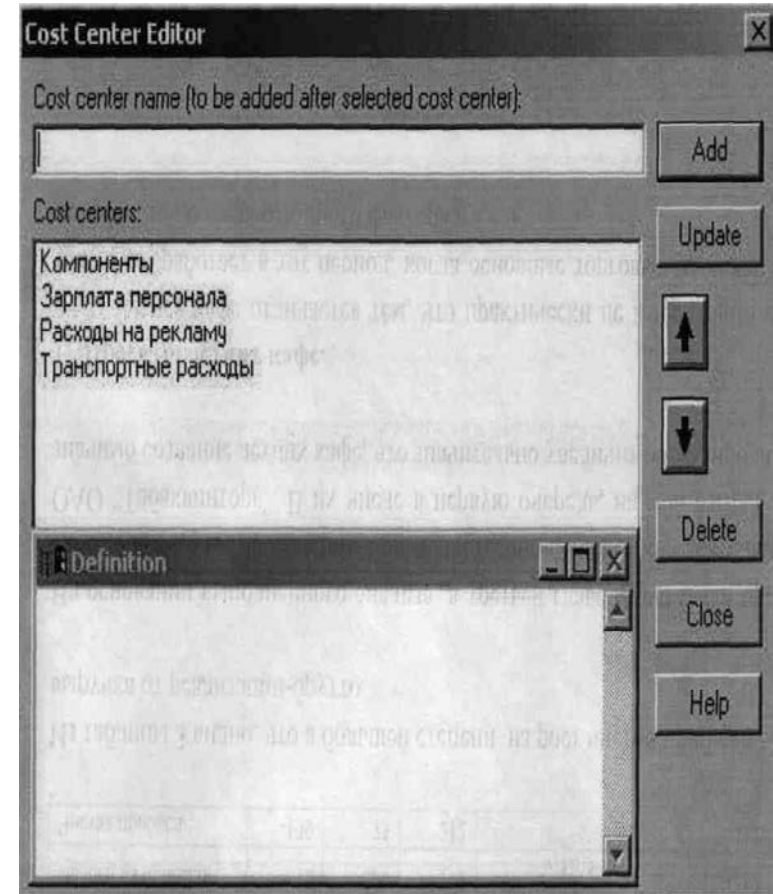 Cost Center Editor
Cost center name (to be added after selected cost center):
Add
Cost centers:
Update
Компоненты
Зарплата персонала
Расходы на рекламу
Транспортные расходы
Delete
Definition
Close
Help